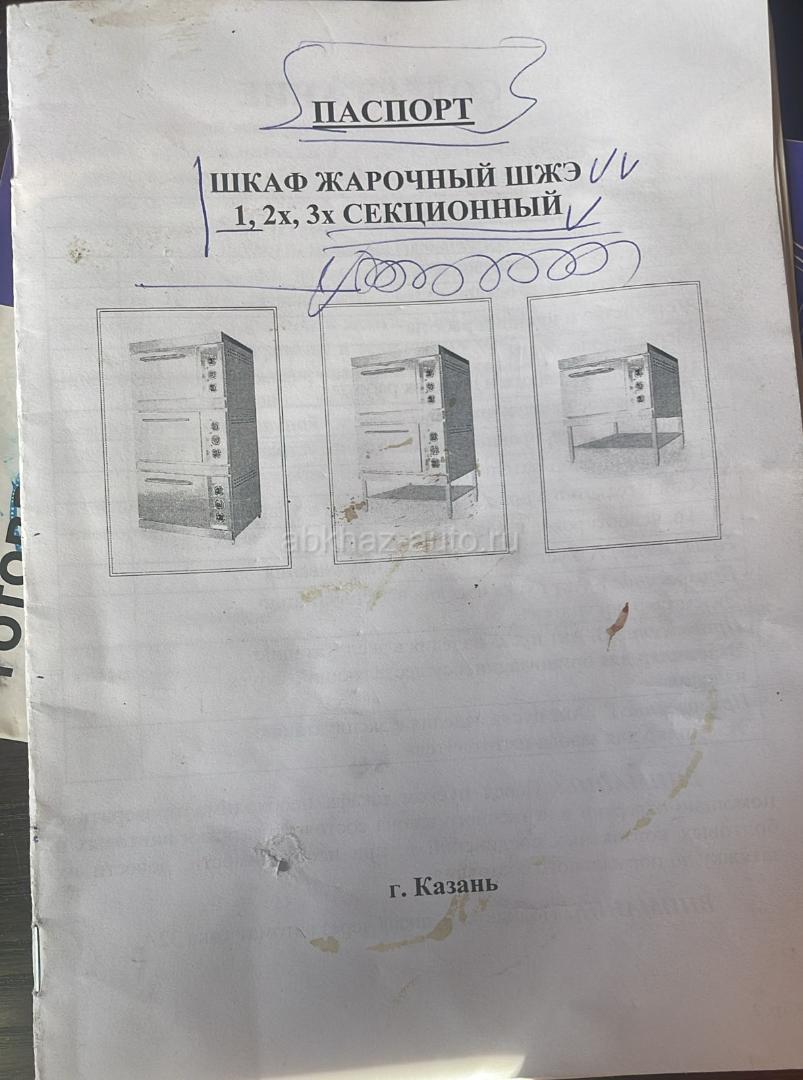 ПАСПОРТ
ШКАФ ЖАРОЧНЫЙ ШЖЭ
1, 2х, 3х СЕКЦИОННЫЙ
abkhaz-auto.ru
г. Казань